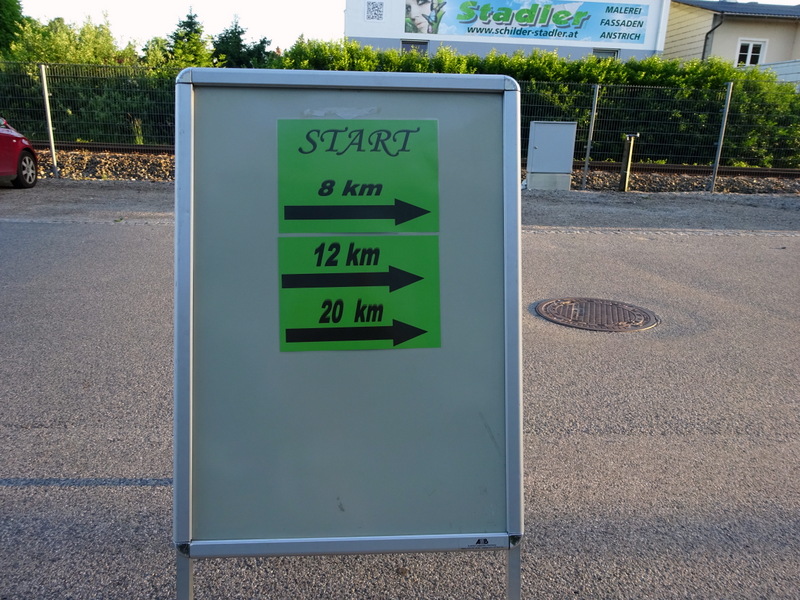 Stadler
www.schilder-stadler.at
MALEREI
FASSADEN
ANSTRICH
START
8 km
12 km
20 km